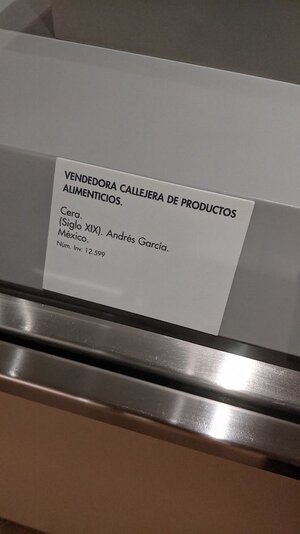 VENDEDORA CALLEJERA DE PRODUCTOS
ALIMENTICIOS.
Cera.
(Siglo XIX). Andrés García.
México.
Núm. Inv. 12.599